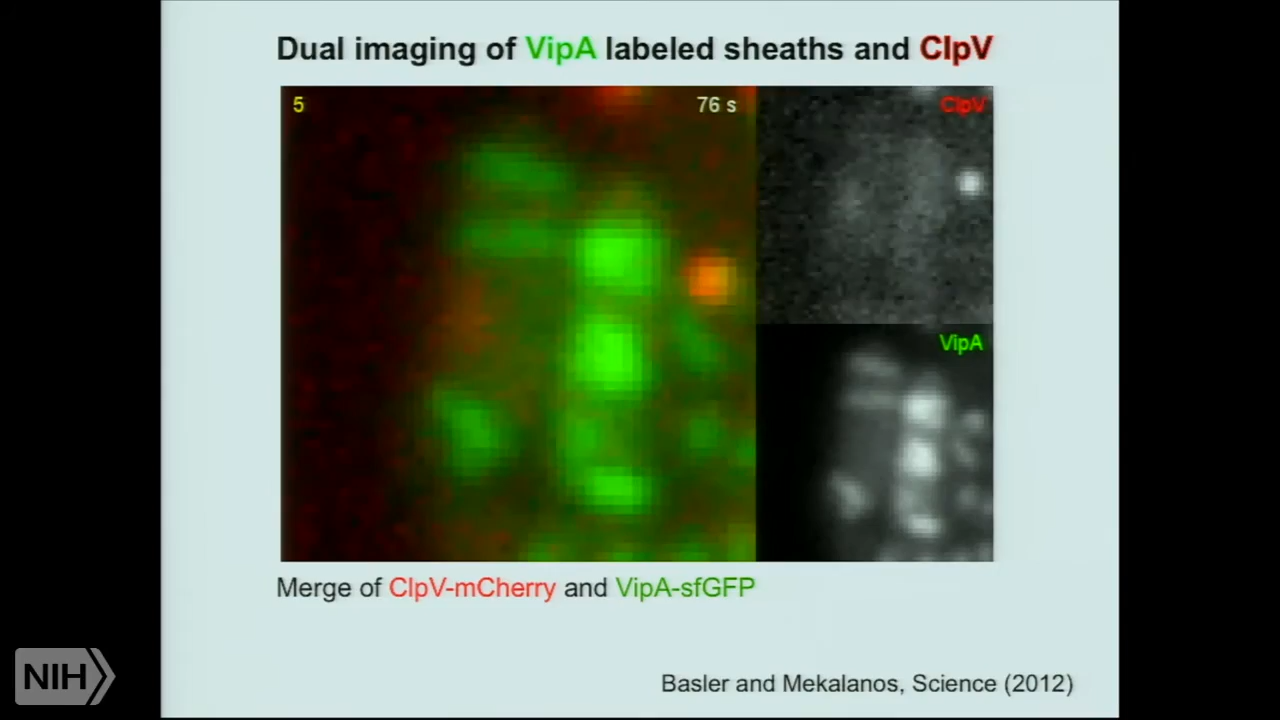 Dual imaging of VipA labeled sheaths and ClpV
5
76 s
ClpV
VipA
Merge of ClpV-mCherry and VipA-sfGFP
Basler and Mekalanos, Science (2012)
NIH